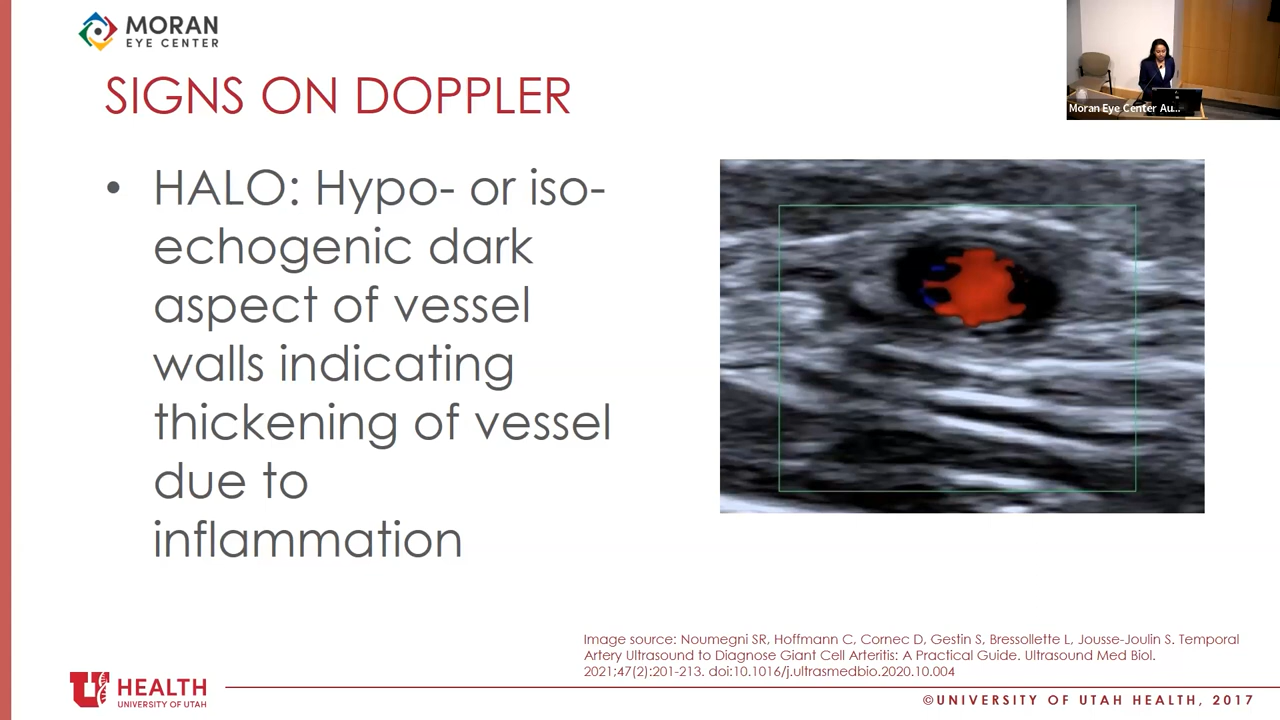 MORAN
EYE CENTER
Moran Eye Center Au...
SIGNS ON DOPPLER
• HALO: Hypo- or iso-
echogenic dark
aspect of vessel
walls indicating
thickening of vessel
due to
inflammation
Image source: Noumegni SR, Hoffmann C, Cornec D, Gestin S, Bressollette L, Jousse-Joulin S. Temporal
Artery Ultrasound to Diagnose Giant Cell Arteritis: A Practical Guide. Ultrasound Med Biol.
2021;47(2):201-213. doi:10.1016/j.ultrasmedbio.2020.10.004
U HEALTH
UNIVERSITY OF UTAH
©UNIVERSITY OF UTAH HEALTH, 2017